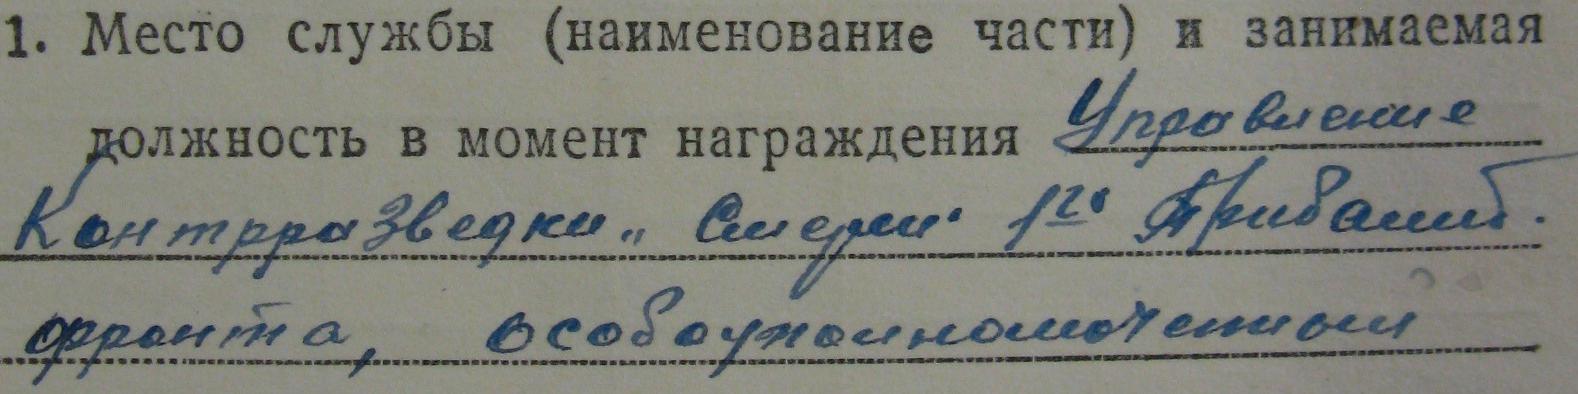 1. Место службы (наименование части) и занимаемая
должность в момент награждения Управление
Контрразведки „Смерш" 1го Прибалт.
фронта, особоуполномоченный